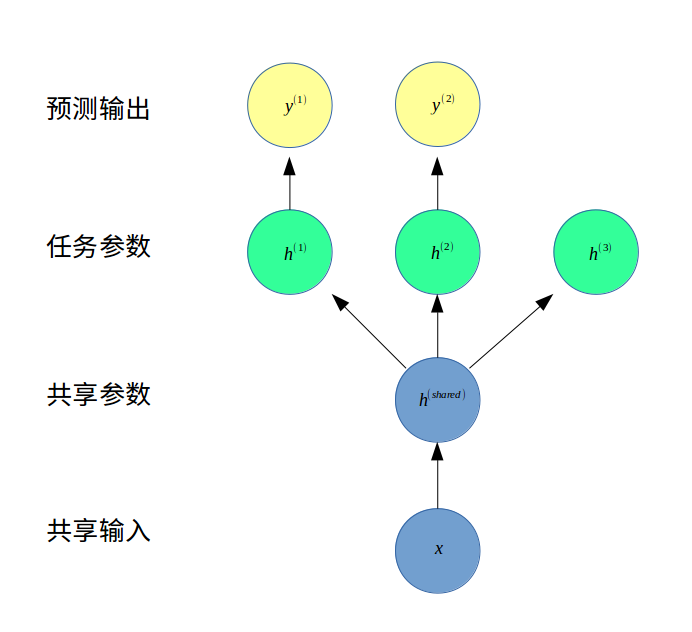 预测输出 y(1) y(2)
任务参数 h(1) h(2) h(3)
共享参数 h(shared)
共享输入 x